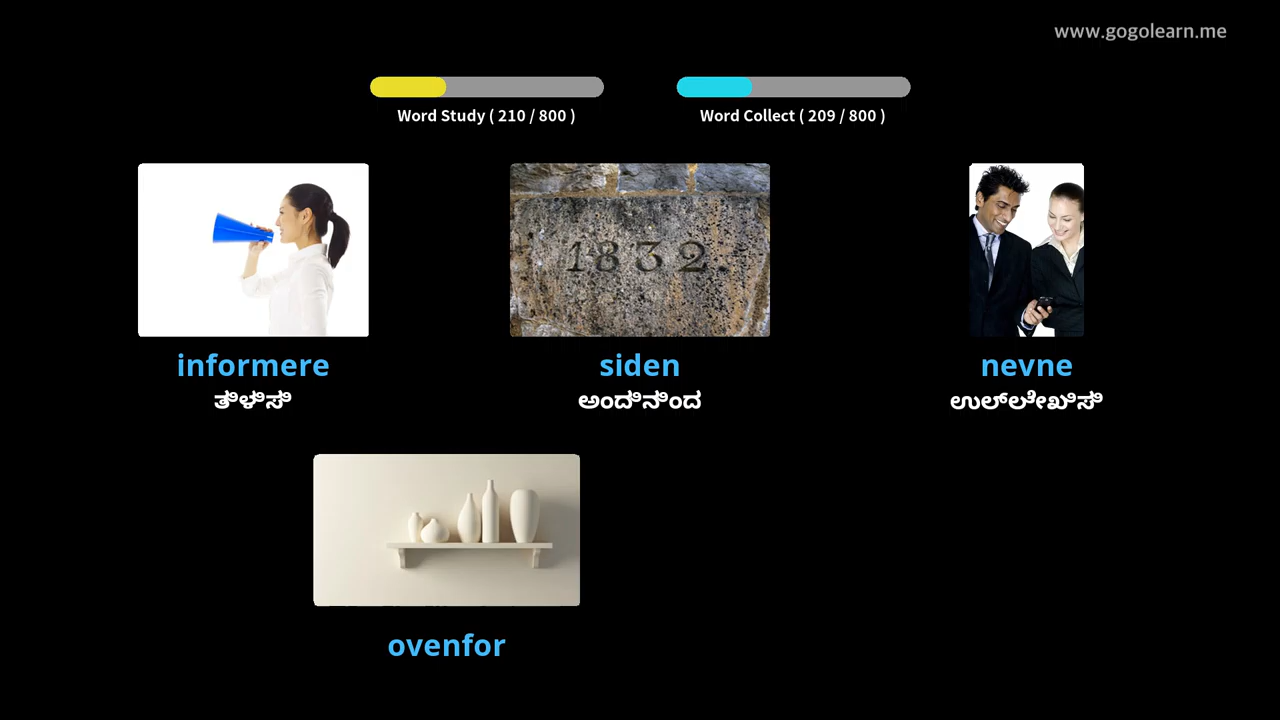 www.gogolearn.me
Word Study ( 210 / 800 )
Word Collect ( 209 / 800 )
1832.
informere
siden
nevne
ತಿಳಿಸಿ
ಅಂದಿನಿಂದ
ಉಲ್ಲೇಖಿಸಿ
ovenfor